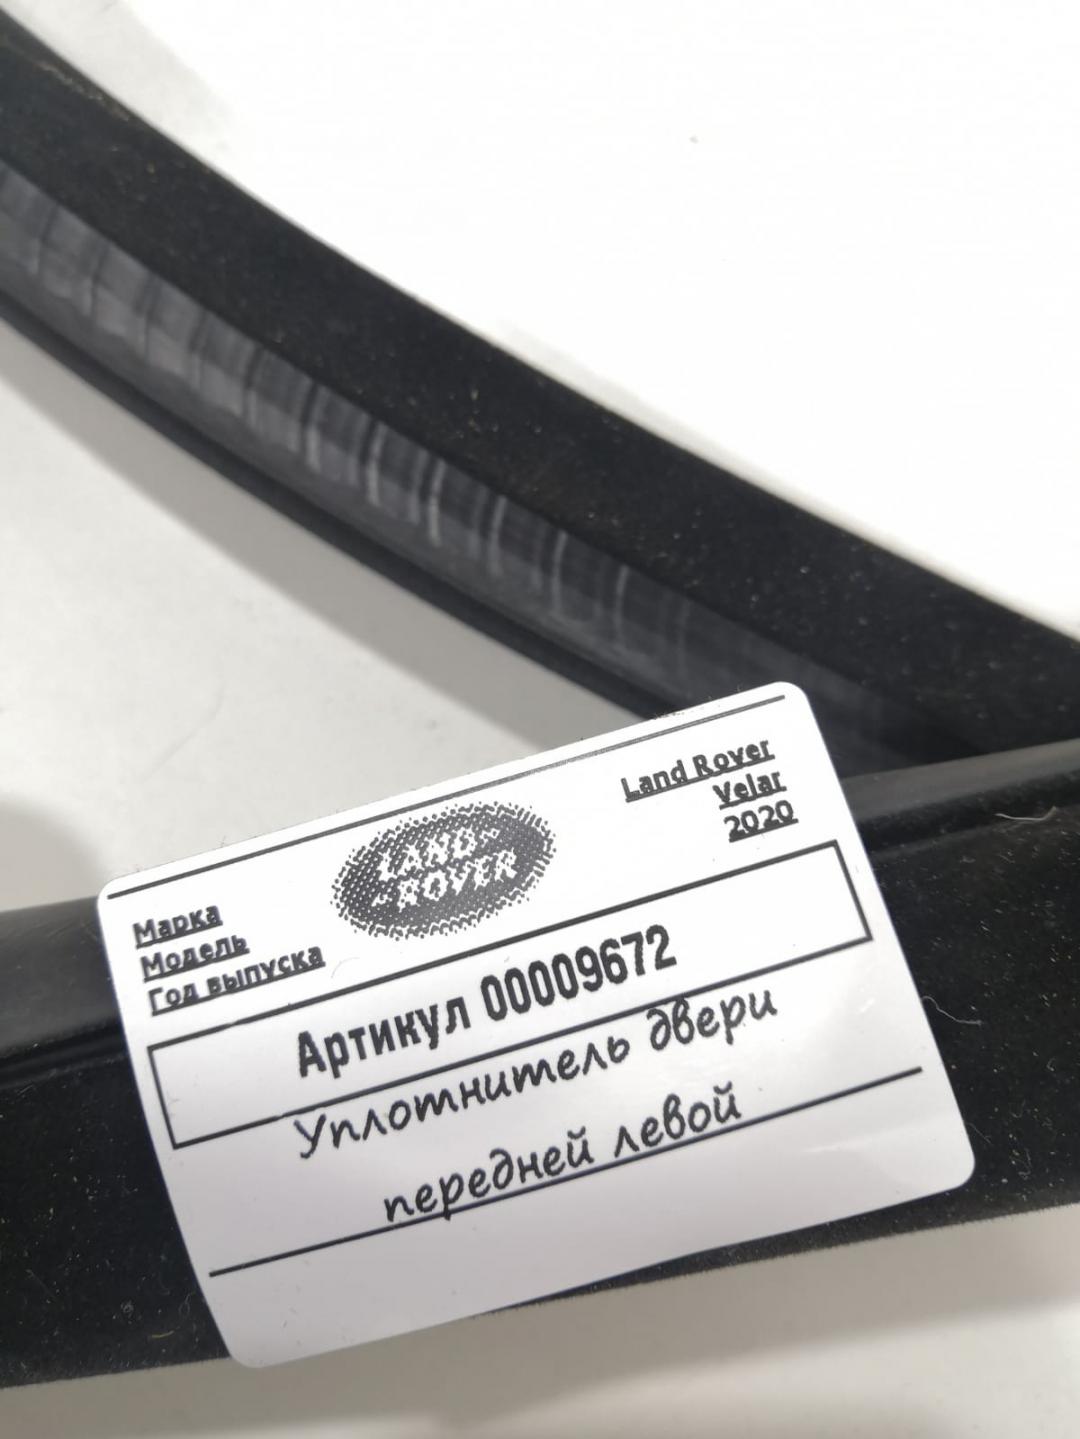 Land Rover
Velar
2020
LAND-
-ROVER
Марка
Модель
Год выпуска
Артикул 00009672
Уплотнитель двери
передней левой